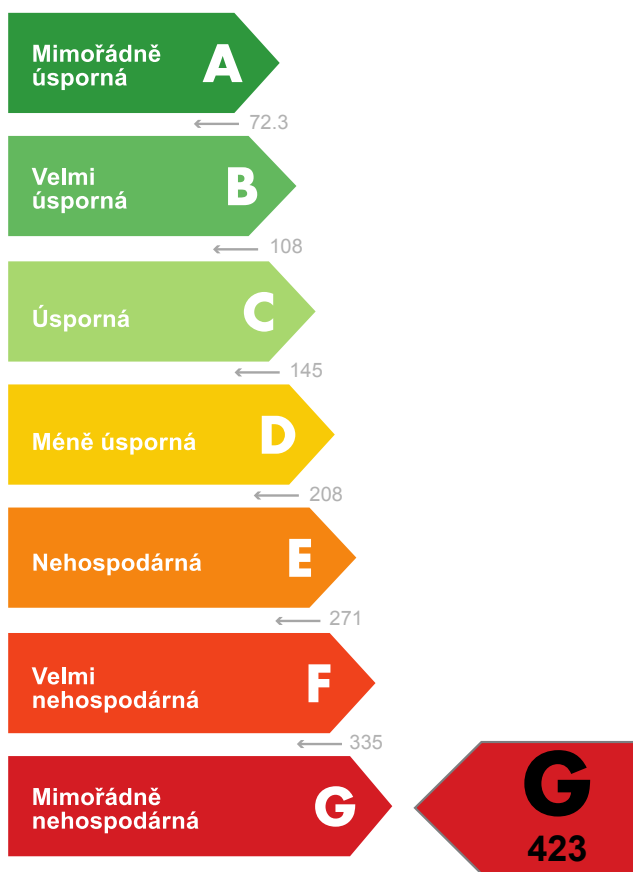 Mimořádně
úsporná
A
72.3
Velmi
úsporná
B
108
Úsporná
C
145
Méně úsporná
D
208
Nehospodárná
E
271
Velmi
nehospodárná
F
335
Mimořádně
nehospodárná
G
G
423